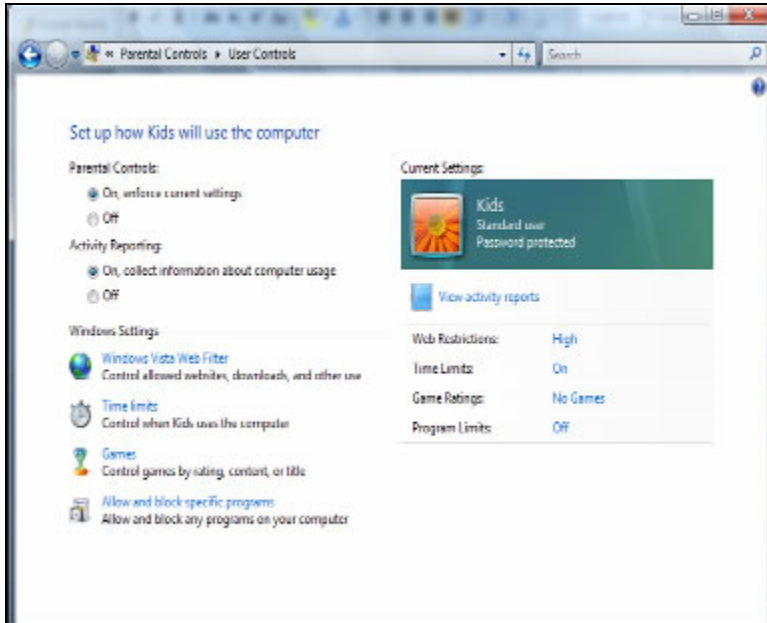 « Parental Controls ▸ User Controls
Search
Set up how Kids will use the computer
Parental Controls:
On, enforce current settings
Off
Activity Reporting:
On, collect information about computer usage
Off
Windows Settings
Windows Vista Web Filter
Control allowed websites, downloads, and other use
Time limits
Control when Kids uses the computer
Games
Control games by rating, content, or title
Allow and block specific programs
Allow and block any programs on your computer
Current Settings:
Kids
Standard user
Password protected
View activity reports
Web Restrictions: High
Time Limits: On
Game Ratings: No Games
Program Limits: Off